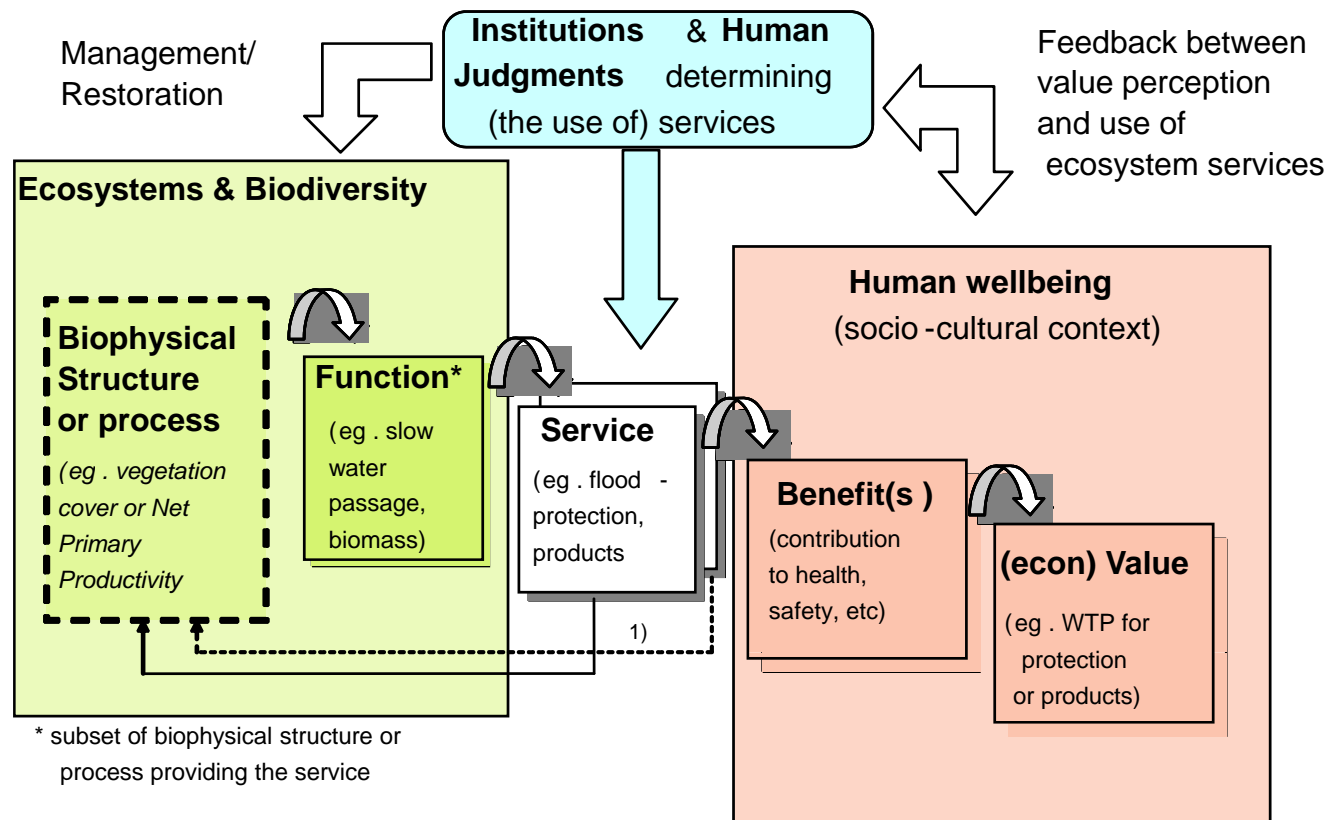 Management/
Restoration
Institutions & Human
Judgments determining
(the use of) services
Feedback between
value perception
and use of
ecosystem services
Ecosystems & Biodiversity
Biophysical
Structure
or process
(eg . vegetation
cover or Net
Primary
Productivity
Function*
(eg . slow
water
passage,
biomass)
Service
(eg . flood -
protection,
products
Human wellbeing
(socio -cultural context)
Benefit(s )
(contribution
to health,
safety, etc)
(econ) Value
(eg . WTP for
protection
or products)
1)
* subset of biophysical structure or
process providing the service